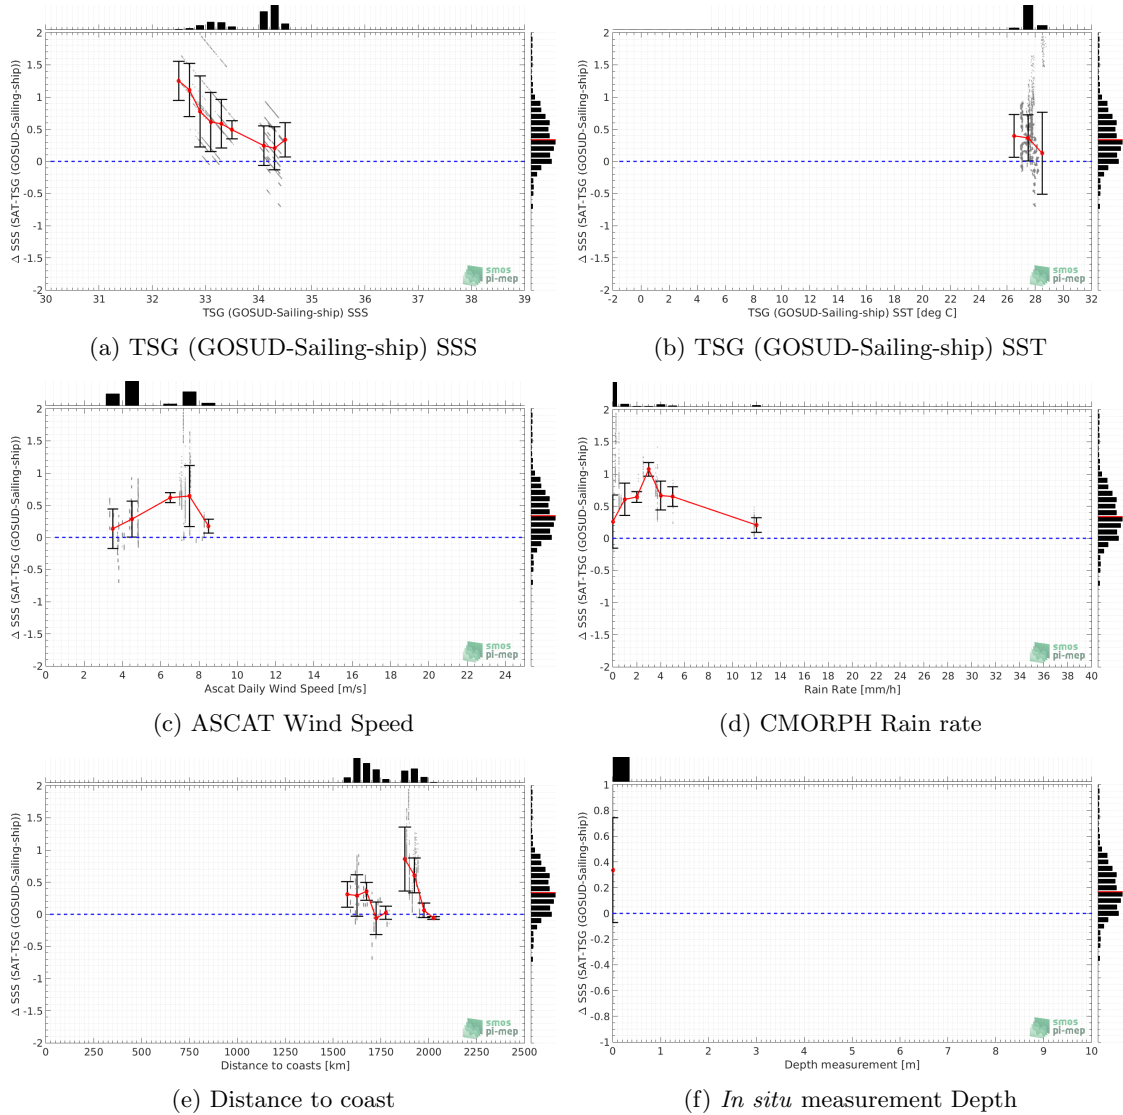 Δ SSS (SAT-TSG (GOSUD-Sailing-ship))
2
1.5
1
0.5
0
-0.5
-1
-1.5
-2
smos
pi-mep
30 31 32 33 34 35 36 37 38 39
TSG (GOSUD-Sailing-ship) SSS
(a) TSG (GOSUD-Sailing-ship) SSS
Δ SSS (SAT-TSG (GOSUD-Sailing-ship))
2
1.5
1
0.5
0
-0.5
-1
-1.5
-2
smos
pi-mep
-2 0 2 4 6 8 10 12 14 16 18 20 22 24 26 28 30 32
TSG (GOSUD-Sailing-ship) SST [deg C]
(b) TSG (GOSUD-Sailing-ship) SST
Δ SSS (SAT-TSG (GOSUD-Sailing-ship))
2
1.5
1
0.5
0
-0.5
-1
-1.5
-2
smos
pi-mep
0 2 4 6 8 10 12 14 16 18 20 22 24
Ascat Daily Wind Speed [m/s]
(c) ASCAT Wind Speed
Δ SSS (SAT-TSG (GOSUD-Sailing-ship))
2
1.5
1
0.5
0
-0.5
-1
-1.5
-2
smos
pi-mep
0 2 4 6 8 10 12 14 16 18 20 22 24 26 28 30 32 34 36 38 40
Rain Rate [mm/h]
(d) CMORPH Rain rate
Δ SSS (SAT-TSG (GOSUD-Sailing-ship))
2
1.5
1
0.5
0
-0.5
-1
-1.5
-2
smos
pi-mep
0 250 500 750 1000 1250 1500 1750 2000 2250 2500
Distance to coasts [km]
(e) Distance to coast
Δ SSS (SAT-TSG (GOSUD-Sailing-ship))
1
0.8
0.6
0.4
0.2
0
-0.2
-0.4
-0.6
-0.8
-1
smos
pi-mep
0 1 2 3 4 5 6 7 8 9 10
Depth measurement [m]
(f) In situ measurement Depth